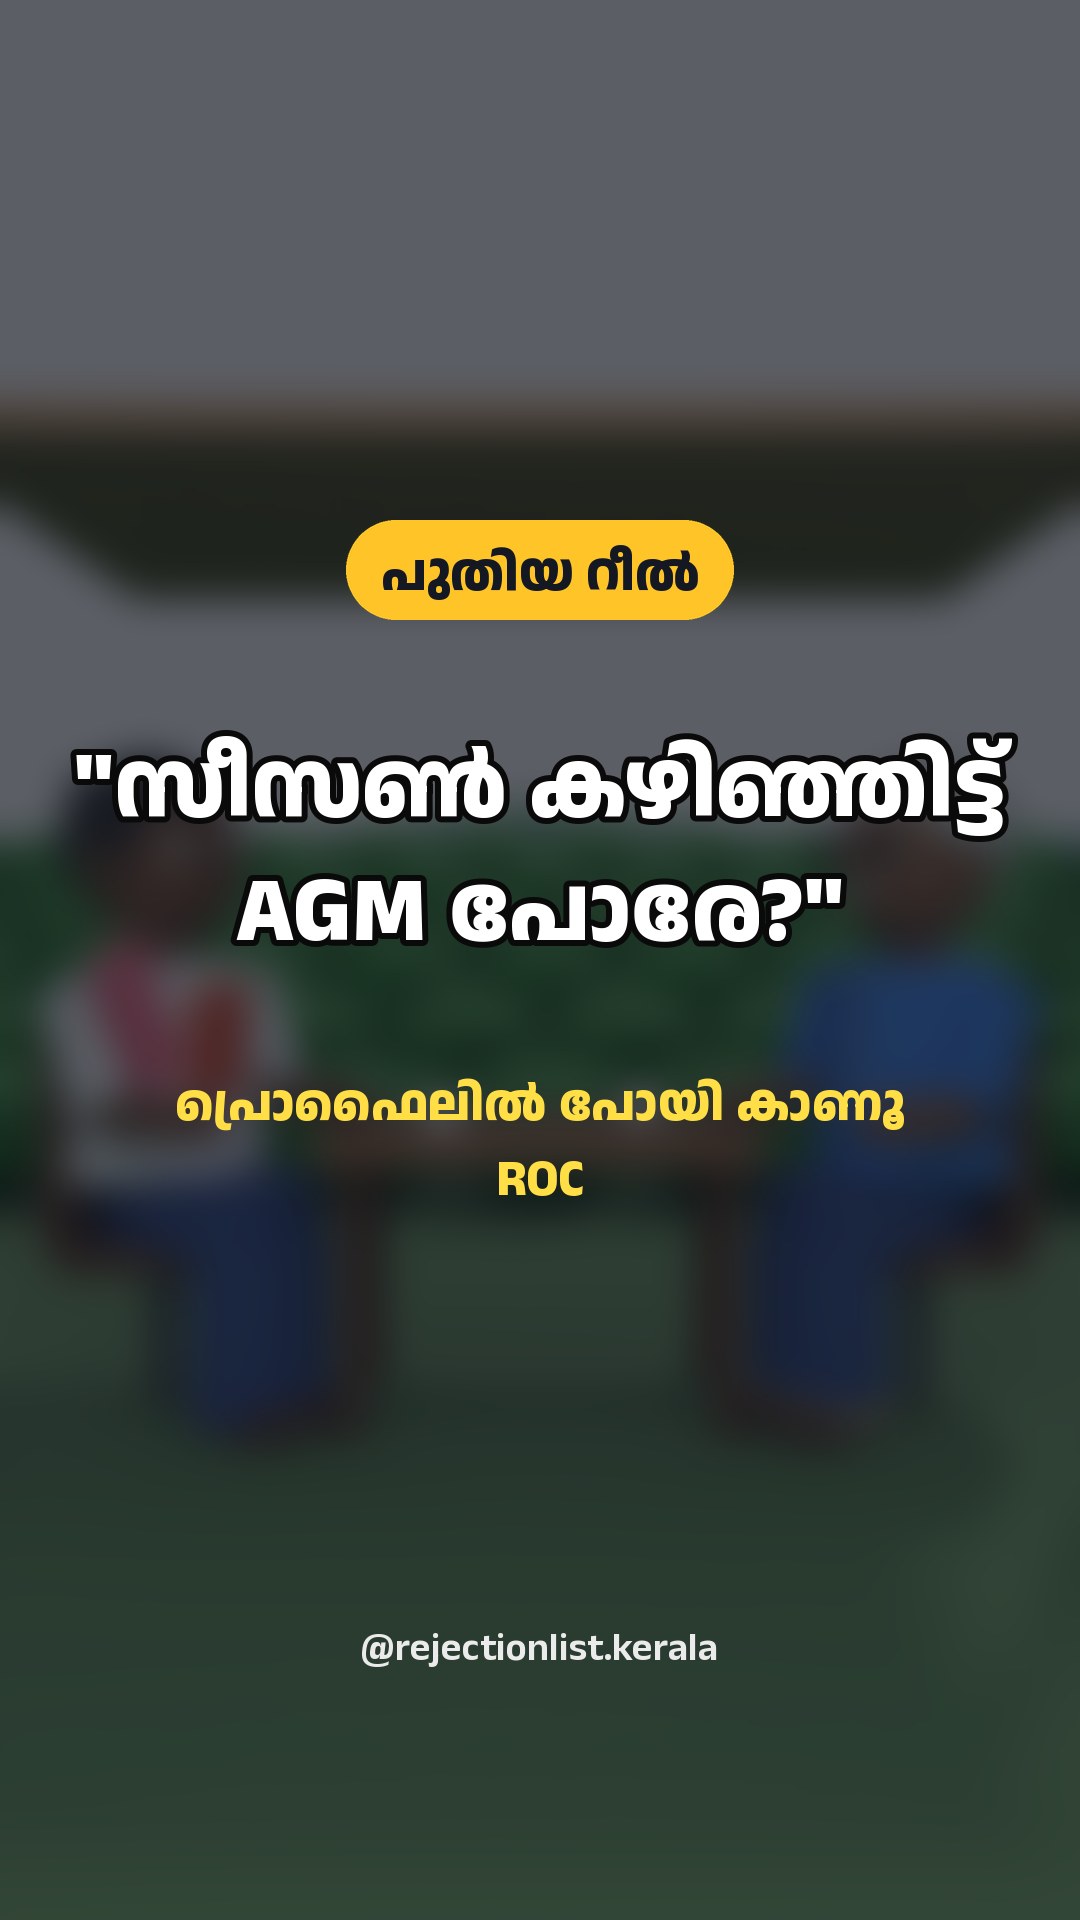 പുതിയ റീൽ
"സീസൺ കഴിഞ്ഞിട്ട്
AGM പോരേ?"
പ്രൊഫൈലിൽ പോയി കാണൂ
ROC
@rejectionlist.kerala